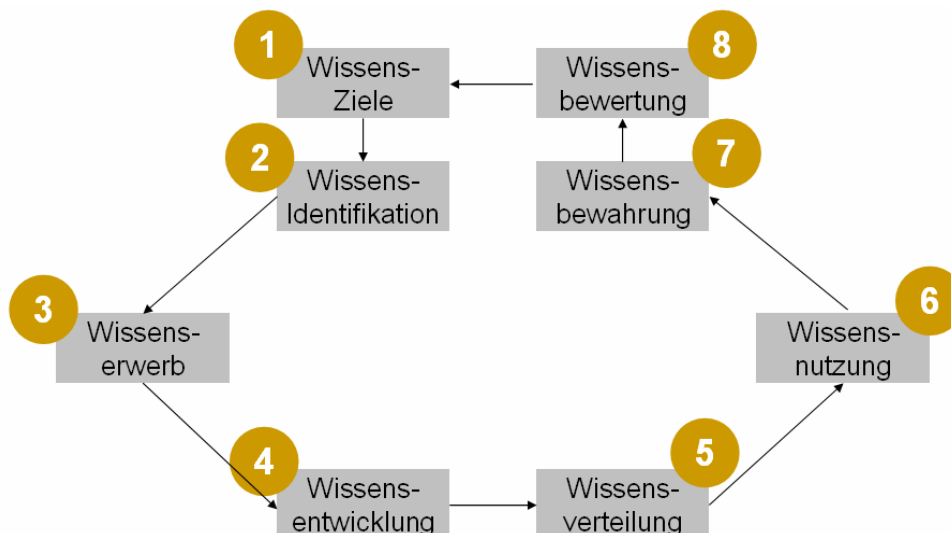 1
Wissens-
Ziele
2
Wissens-
Identifikation
3
Wissens-
erwerb
4
Wissens-
entwicklung
5
Wissens-
verteilung
6
Wissens-
nutzung
7
Wissens-
bewahrung
8
Wissens-
bewertung